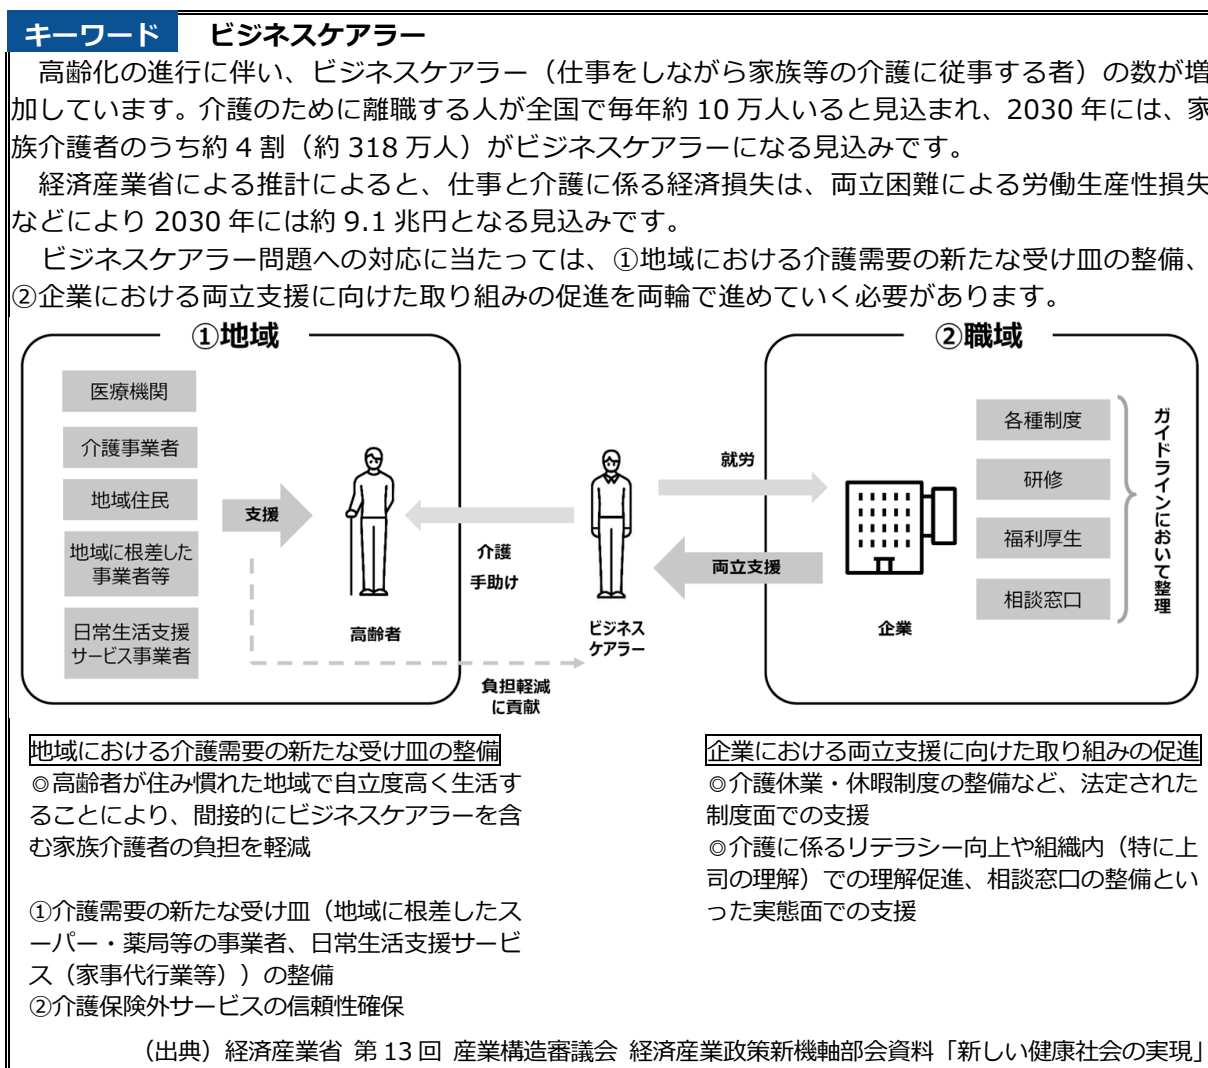 キーワード ビジネスケアラー
高齢化の進行に伴い、ビジネスケアラー（仕事をしながら家族等の介護に従事する者）の数が増
加しています。介護のために離職する人が全国で毎年約 10 万人いると見込まれ、2030 年には、家
族介護者のうち約 4 割（約 318 万人）がビジネスケアラーになる見込みです。
経済産業省による推計によると、仕事と介護に係る経済損失は、両立困難による労働生産性損失
などにより 2030 年には約 9.1 兆円となる見込みです。
ビジネスケアラー問題への対応に当たっては、①地域における介護需要の新たな受け皿の整備、
②企業における両立支援に向けた取り組みの促進を両輪で進めていく必要があります。
①地域
医療機関
介護事業者
地域住民
地域に根差した
事業者等
日常生活支援
サービス事業者
支援
高齢者
介護
手助け
負担軽減
に貢献
ビジネス
ケアラー
就労
両立支援
②職域
企業
各種制度
研修
福利厚生
相談窓口
ガイドラインにおいて整理
地域における介護需要の新たな受け皿の整備
◎高齢者が住み慣れた地域で自立度高く生活す
ることにより、間接的にビジネスケアラーを含
む家族介護者の負担を軽減
①介護需要の新たな受け皿（地域に根差したス
ーパー・薬局等の事業者、日常生活支援サービ
ス（家事代行業等））の整備
②介護保険外サービスの信頼性確保
企業における両立支援に向けた取り組みの促進
◎介護休業・休暇制度の整備など、法定された
制度面での支援
◎介護に係るリテラシー向上や組織内（特に上
司の理解）での理解促進、相談窓口の整備とい
った実態面での支援
（出典）経済産業省 第 13 回 産業構造審議会 経済産業政策新機軸部会資料「新しい健康社会の実現」